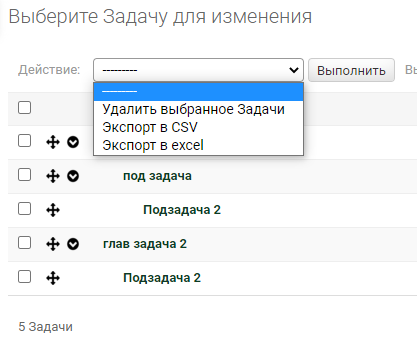 Выберите Задачу для изменения
Действие: --------- Выполнить Вы
---------
Удалить выбранное Задачи
Экспорт в CSV
Экспорт в excel
под задача
Подзадача 2
глав задача 2
Подзадача 2
5 Задачи